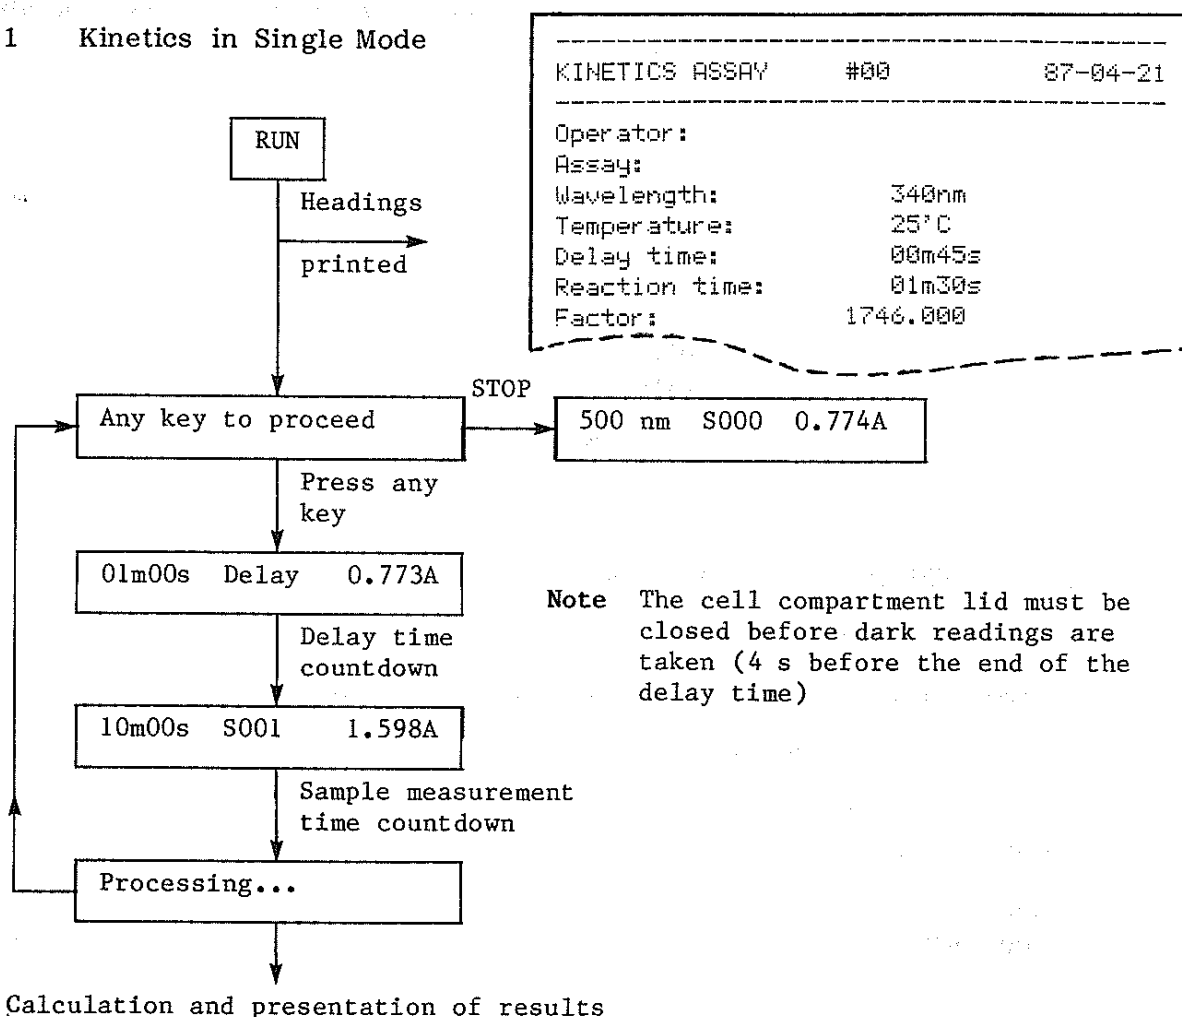 1 Kinetics in Single Mode
KINETICS ASSAY #00 87-04-21
Operator:
Assay:
Wavelength: 340nm
Temperature: 25'C
Delay time: 00m45s
Reaction time: 01m30s
Factor: 1746.000
RUN
Headings
printed
Any key to proceed
STOP
500 nm S000 0.774A
Press any
key
01m00s Delay 0.773A
Delay time
countdown
Note The cell compartment lid must be
closed before dark readings are
taken (4 s before the end of the
delay time)
10m00s S001 1.598A
Sample measurement
time countdown
Processing...
Calculation and presentation of results